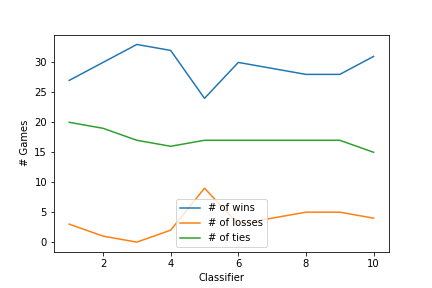 30
25
20
15
10
5
0
# Games
# of wins
# of losses
# of ties
2
4
6
8
10
Classifier